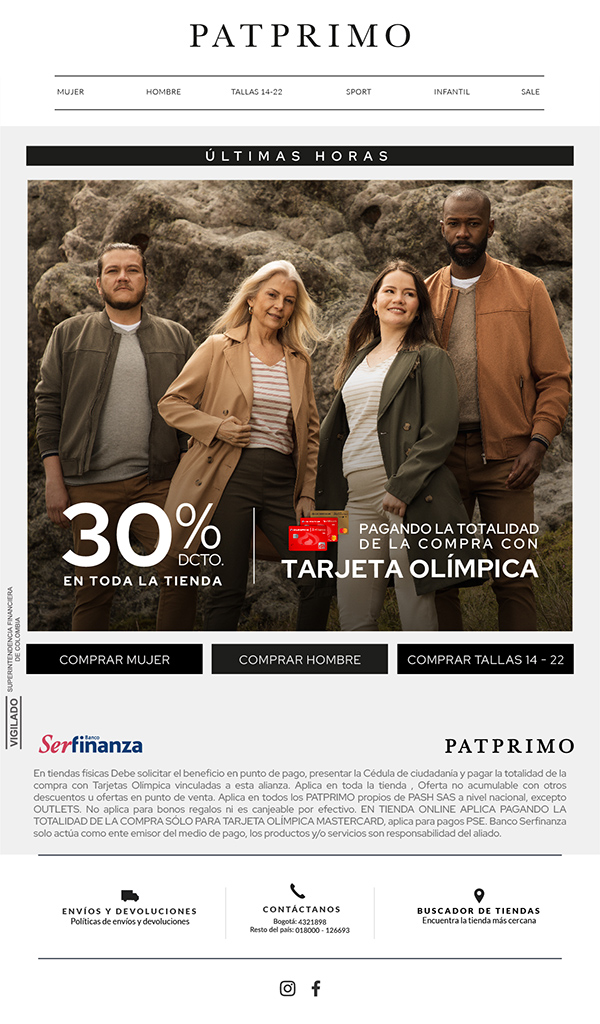 PATPRIMO
MUJER HOMBRE TALLAS 14-22 SPORT INFANTIL SALE
ÚLTIMAS HORAS
30% DCTO.
EN TODA LA TIENDA
PAGANDO LA TOTALIDAD
DE LA COMPRA CON
TARJETA OLÍMPICA
COMPRAR MUJER COMPRAR HOMBRE COMPRAR TALLAS 14 - 22
VIGILADO
SUPERINTENDENCIA FINANCIERA
DE COLOMBIA
Banco
Serfinanza
PATPRIMO
En tiendas físicas Debe solicitar el beneficio en punto de pago, presentar la Cédula de ciudadanía y pagar la totalidad de la
compra con Tarjetas Olímpica vinculadas a esta alianza. Aplica en toda la tienda , Oferta no acumulable con otros
descuentos u ofertas en punto de venta. Aplica en todos los PATPRIMO propios de PASH SAS a nivel nacional, excepto
OUTLETS. No aplica para bonos regalos ni es canjeable por efectivo. EN TIENDA ONLINE APLICA PAGANDO LA
TOTALIDAD DE LA COMPRA SÓLO PARA TARJETA OLÍMPICA MASTERCARD, aplica para pagos PSE. Banco Serfinanza
solo actúa como ente emisor del medio de pago, los productos y/o servicios son responsabilidad del aliado.
ENVÍOS Y DEVOLUCIONES
Políticas de envíos y devoluciones
CONTÁCTANOS
Bogotá: 4321898
Resto del país: 018000 - 126693
BUSCADOR DE TIENDAS
Encuentra la tienda más cercana